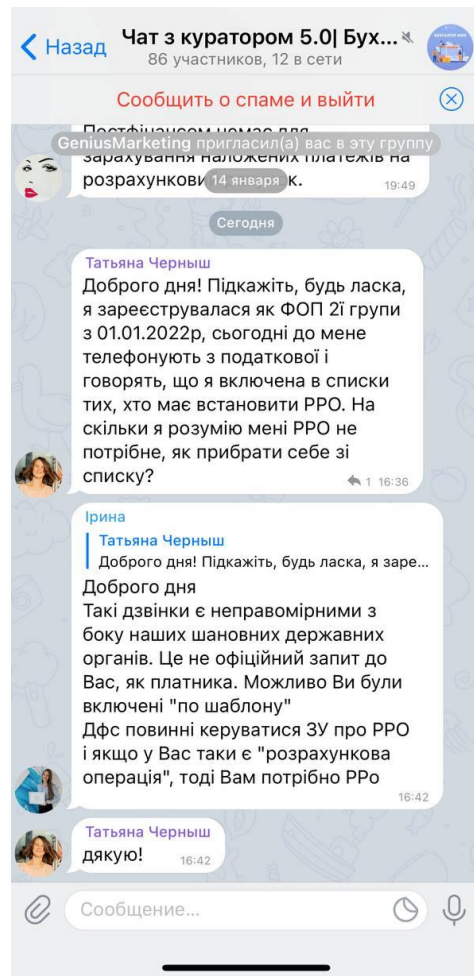 Назад
Чат з куратором 5.0| Бух...
86 участников, 12 в сети
Сообщить о спаме и выйти
Постфінансом немає для
GeniusMarketing пригласил(а) вас в эту группу
зарахування наложених платежів на
розрахункови к.
14 января
19:49
Сегодня
Татьяна Черныш
Доброго дня! Підкажіть, будь ласка,
я зареєструвалася як ФОП 2ї групи
з 01.01.2022р, сьогодні до мене
телефонують з податкової і
говорять, що я включена в списки
тих, хто має встановити РРО. На
скільки я розумію мені РРО не
потрібне, як прибрати себе зі
списку?
1 16:36
Ірина
Татьяна Черныш
Доброго дня! Підкажіть, будь ласка, я заре...
Доброго дня
Такі дзвінки є неправомірними з
боку наших шановних державних
органів. Це не офіційний запит до
Вас, як платника. Можливо Ви були
включені "по шаблону"
Дфс повинні керуватися ЗУ про РРО
і якщо у Вас таки є "розрахункова
операція", тоді Вам потрібно РРо
16:42
Татьяна Черныш
дякую!
16:42
Сообщение...